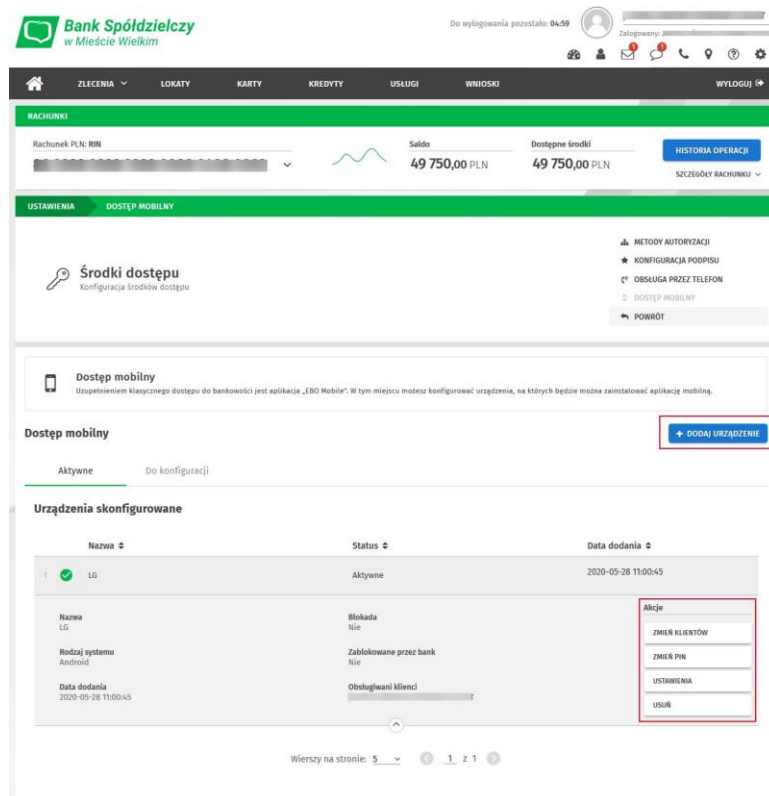 Bank Spółdzielczy
w Mieście Wielkim
Do wylogowania pozostało: 04:59
Zalogowany:
1
1
ZLECENIA
LOKATY
KARTY
KREDYTY
USŁUGI
WNIOSKI
WYLOGUJ
RACHUNKI
Rachunek PLN: RIN
Saldo
49 750,00 PLN
Dostępne środki
49 750,00 PLN
HISTORIA OPERACJI
SZCZEGÓŁY RACHUNKU
USTAWIENIA
DOSTĘP MOBILNY
METODY AUTORYZACJI
KONFIGURACJA PODPISU
OBSŁUGA PRZEZ TELEFON
DOSTĘP MOBILNY
POWRÓT
Środki dostępu
Konfiguracja środków dostępu
Dostęp mobilny
Uzupełnieniem klasycznego dostępu do bankowości jest aplikacja „EBO Mobile". W tym miejscu możesz konfigurować urządzenia, na których będzie można zainstalować aplikację mobilną.
Dostęp mobilny
+ DODAJ URZĄDZENIE
Aktywne
Do konfiguracji
Urządzenia skonfigurowane
Nazwa
Status
Data dodania
1
LG
Aktywne
2020-05-28 11:00:45
Nazwa
LG
Blokada
Nie
Rodzaj systemu
Android
Zablokowane przez bank
Nie
Data dodania
2020-05-28 11:00:45
Obsługiwani klienci
Akcje
ZMIEŃ KLIENTÓW
ZMIEŃ PIN
USTAWIENIA
USUŃ
Wierszy na stronie: 5
1 z 1